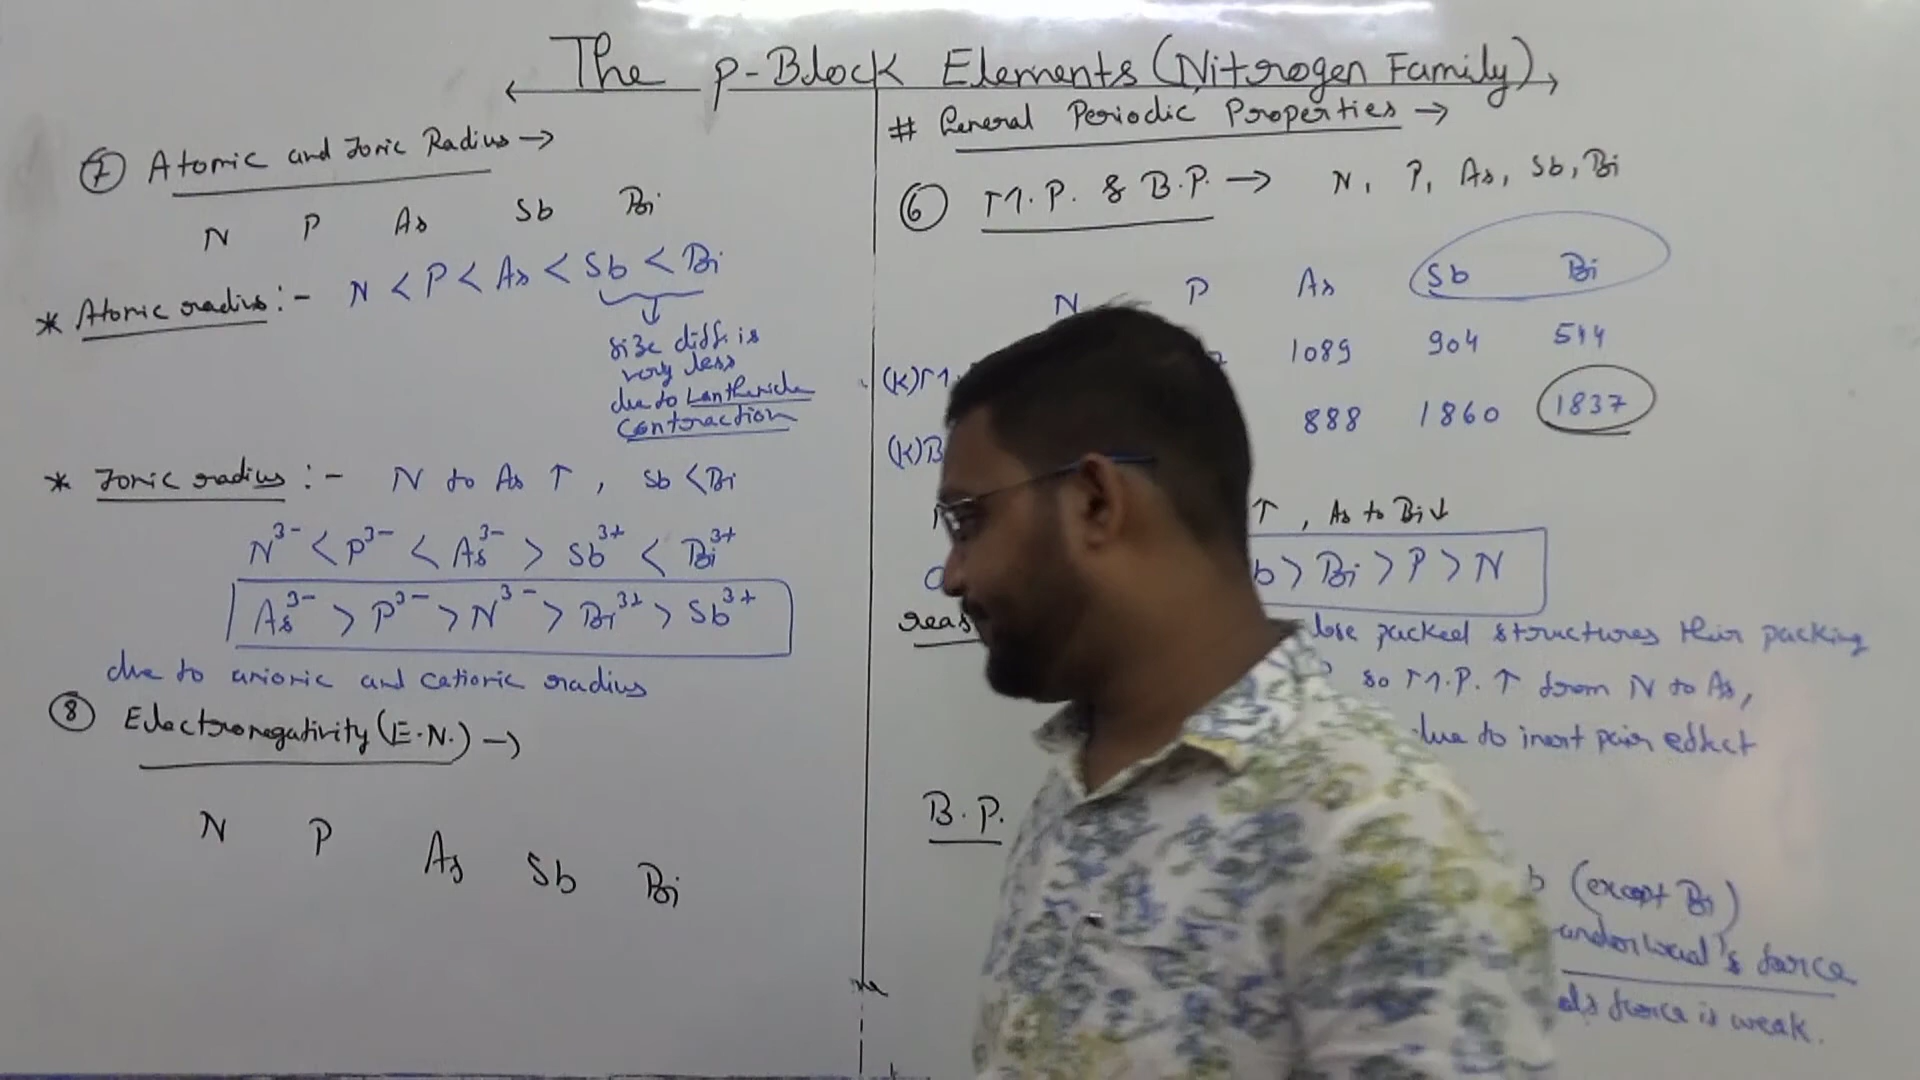 The p-Block Elements (Nitrogen Family)
⑦ Atomic and Ionic Radius →
N P As Sb Bi
* Atomic radius :- N < P < As < Sb < Bi
size diff. is
very less
due to Lanthenide
Contraction
* Ionic radius :- N to As ↑ , Sb < Bi
N³⁻ < P³⁻ < As³⁻ > Sb³⁺ < Bi³⁺
As³⁻ > P³⁻ > N³⁻ > Bi³⁺ > Sb³⁺
due to anionic and cationic radius
⑧ Electronegativity (E.N.) →
N P As Sb Bi
# General Periodic Properties →
⑥ M.P. & B.P. → N, P, As, Sb, Bi
N P As Sb Bi
(K) M. 1089 904 544
(K) B 888 1860 1837
↑ , As to Bi ↓
b > Bi > P > N
reas packed structures their packing
so M.P. ↑ from N to As,
due to inert pair effect
B.P.
b (except Bi)
force
force is weak.